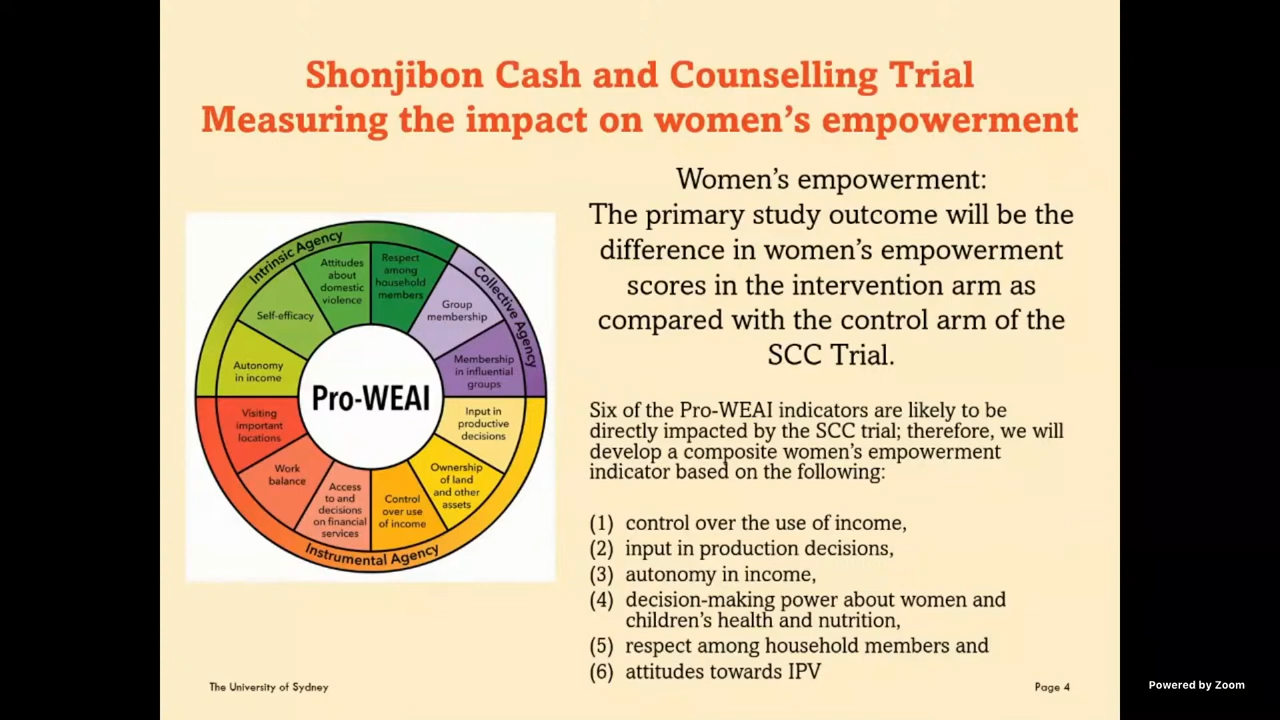 Shonjibon Cash and Counselling Trial
Measuring the impact on women's empowerment
Intrinsic Agency
Collective Agency
Instrumental Agency
Pro-WEAI
Autonomy
in income
Self-efficacy
Attitudes
about
domestic
violence
Respect
among
household
members
Group
membership
Membership
in influential
groups
Input in
productive
decisions
Ownership
of land
and other
assets
Control
over use
of income
Access
to and
decisions
on financial
services
Work
balance
Visiting
important
locations
Women's empowerment:
The primary study outcome will be the
difference in women's empowerment
scores in the intervention arm as
compared with the control arm of the
SCC Trial.
Six of the Pro-WEAI indicators are likely to be
directly impacted by the SCC trial; therefore, we will
develop a composite women's empowerment
indicator based on the following:
(1) control over the use of income,
(2) input in production decisions,
(3) autonomy in income,
(4) decision-making power about women and
children's health and nutrition,
(5) respect among household members and
(6) attitudes towards IPV
The University of Sydney
Page 4
Powered by Zoom